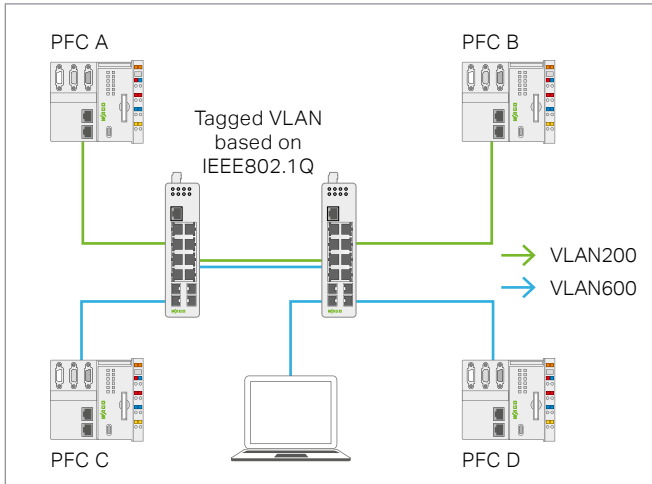 PFC A
PFC B
Tagged VLAN
based on
IEEE802.1Q
VLAN200
VLAN600
PFC C
PFC D